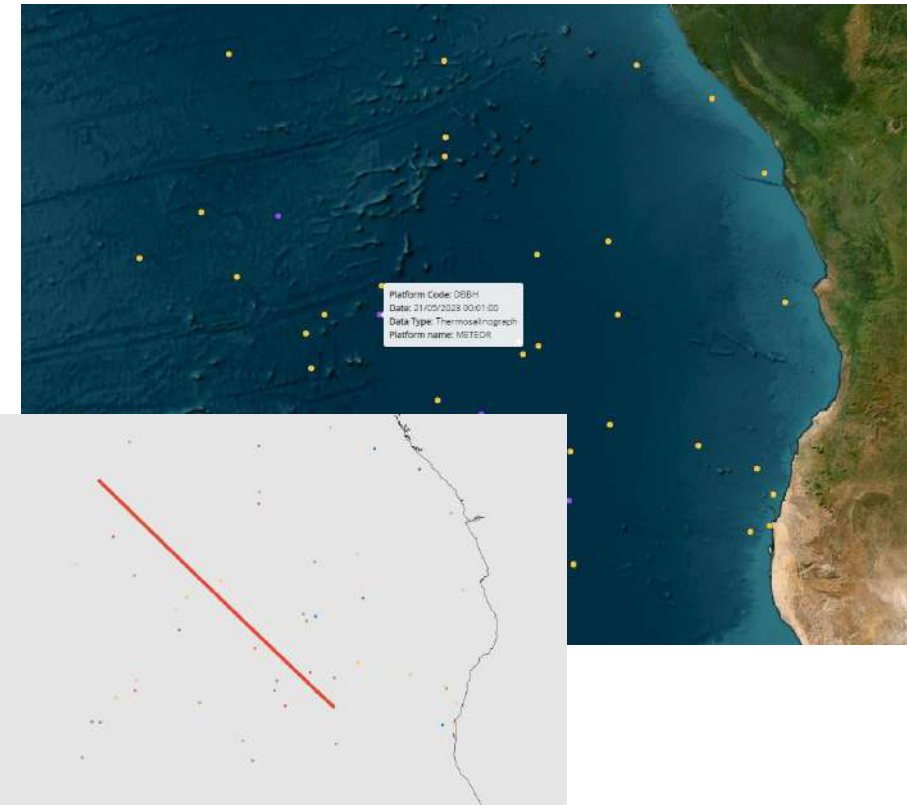 Platform Code: DBBH
Date: 21/05/2023 00:01:00
Data Type: Thermosalinograph
Platform name: METEOR